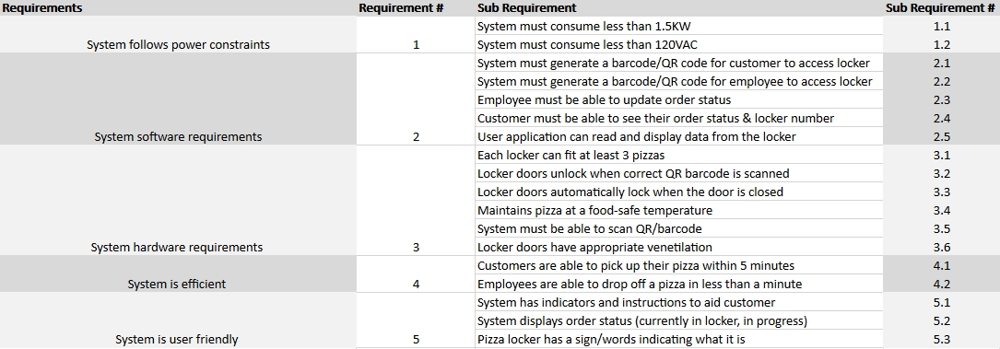 Requirements Requirement # Sub Requirement Sub Requirement #
System must consume less than 1.5KW 1.1
System follows power constraints 1 System must consume less than 120VAC 1.2
System must generate a barcode/QR code for customer to access locker 2.1
System must generate a barcode/QR code for employee to access locker 2.2
Employee must be able to update order status 2.3
Customer must be able to see their order status & locker number 2.4
System software requirements 2 User application can read and display data from the locker 2.5
Each locker can fit at least 3 pizzas 3.1
Locker doors unlock when correct QR barcode is scanned 3.2
Locker doors automatically lock when the door is closed 3.3
Maintains pizza at a food-safe temperature 3.4
System must be able to scan QR/barcode 3.5
System hardware requirements 3 Locker doors have appropriate venetilation 3.6
Customers are able to pick up their pizza within 5 minutes 4.1
System is efficient 4 Employees are able to drop off a pizza in less than a minute 4.2
System has indicators and instructions to aid customer 5.1
System displays order status (currently in locker, in progress) 5.2
System is user friendly 5 Pizza locker has a sign/words indicating what it is 5.3